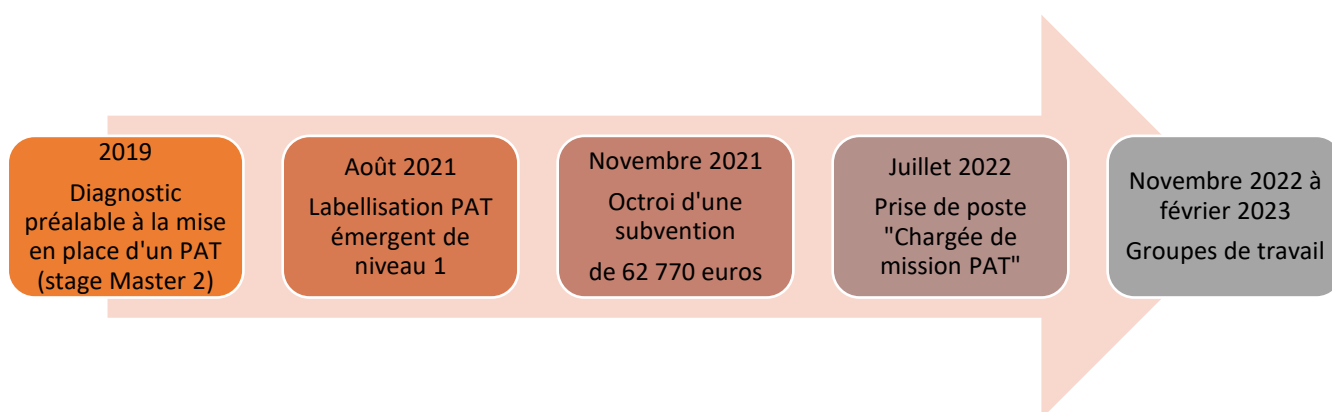 2019
Diagnostic
préalable à la mise
en place d'un PAT
(stage Master 2)
Août 2021
Labellisation PAT
émergent de
niveau 1
Novembre 2021
Octroi d'une
subvention
de 62 770 euros
Juillet 2022
Prise de poste
"Chargée de
mission PAT"
Novembre 2022 à
février 2023
Groupes de travail